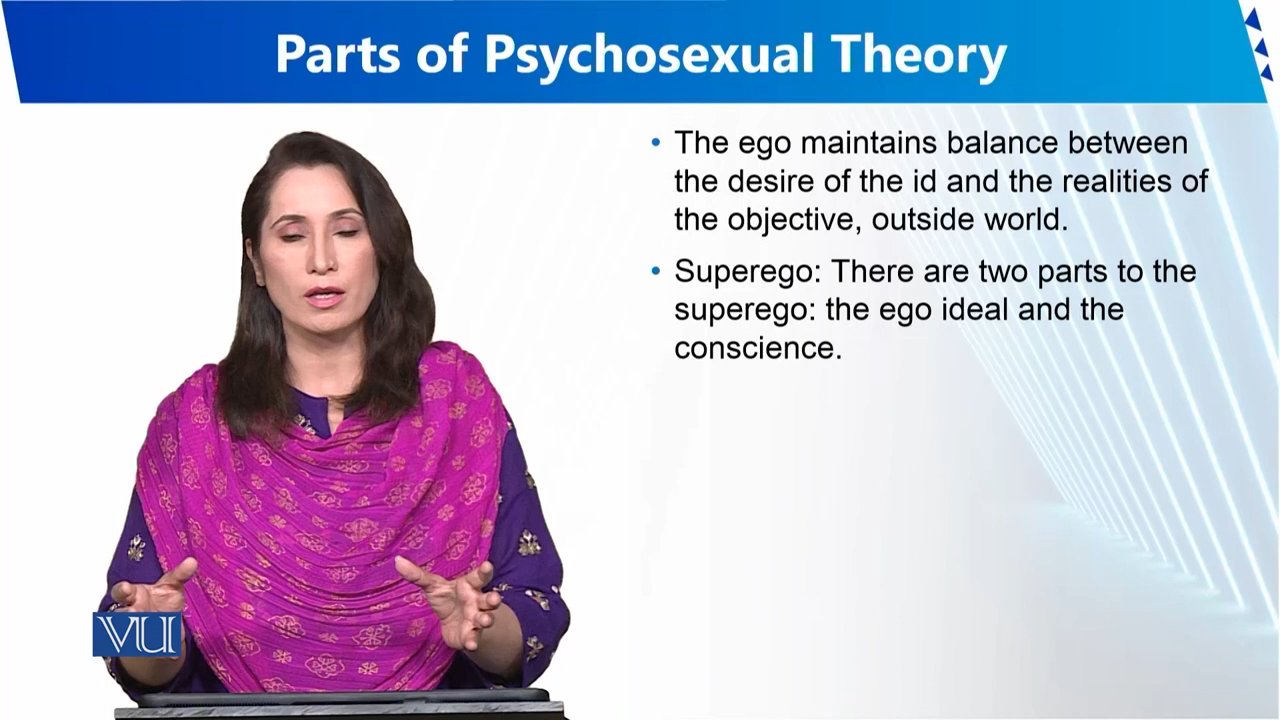 Parts of Psychosexual Theory
• The ego maintains balance between
the desire of the id and the realities of
the objective, outside world.
• Superego: There are two parts to the
superego: the ego ideal and the
conscience.
VU